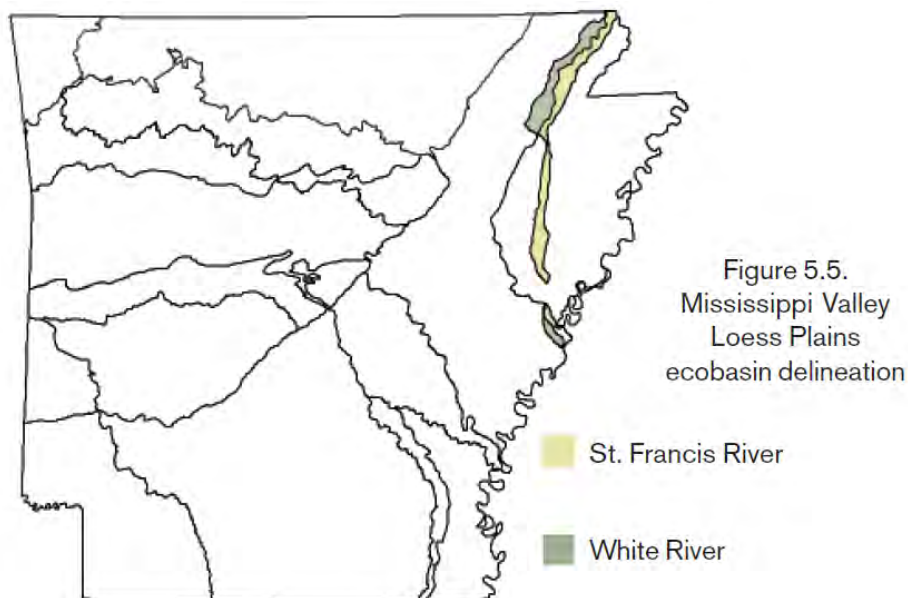 Figure 5.5.
Mississippi Valley
Loess Plains
ecobasin delineation
St. Francis River
White River